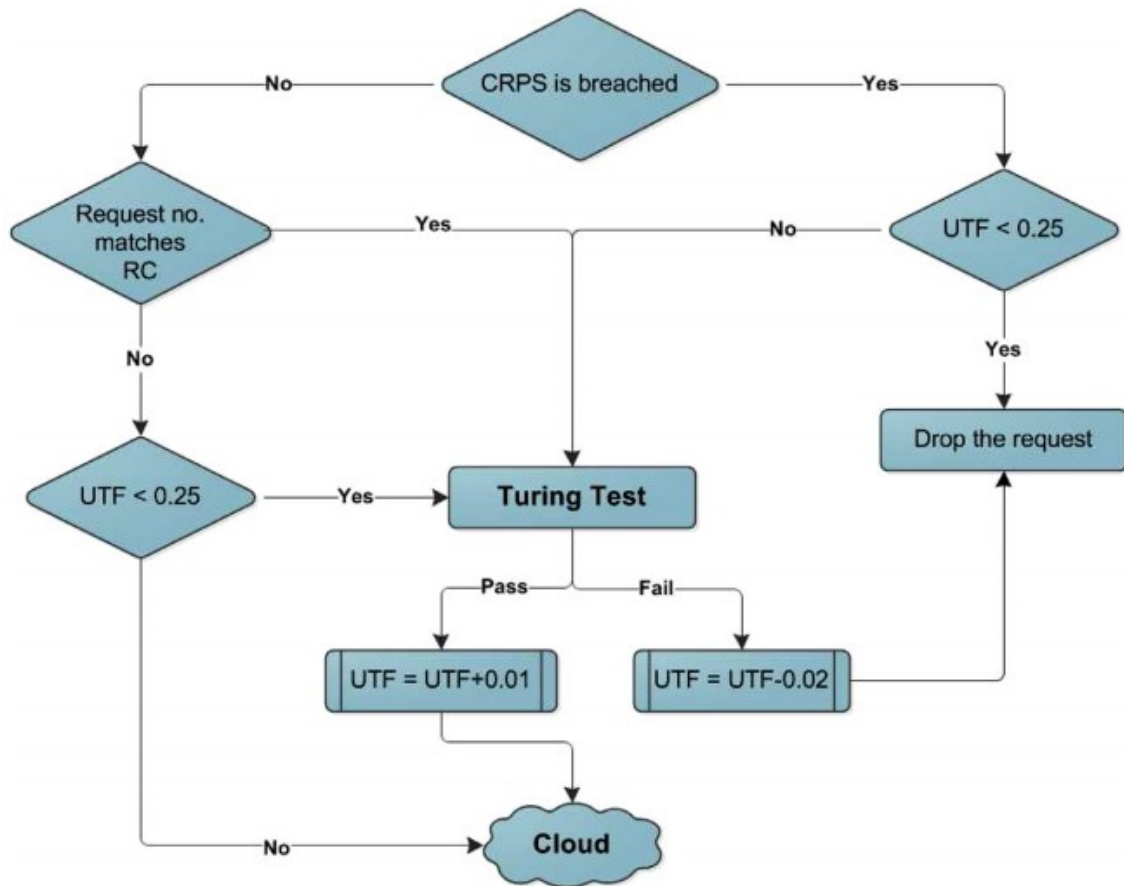 CRPS is breached
No
Yes
Request no.
matches
RC
Yes
No
UTF < 0.25
No
Yes
Drop the request
UTF < 0.25
Yes
Turing Test
Pass
Fail
UTF = UTF+0.01
UTF = UTF-0.02
No
Cloud